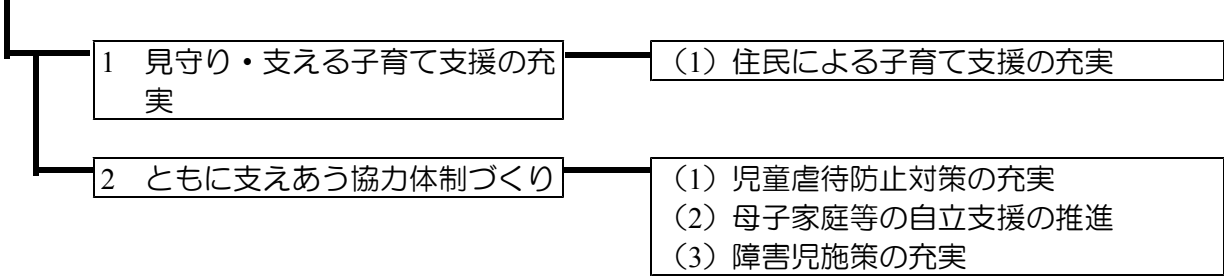 1 見守り・支える子育て支援の充
実
(1) 住民による子育て支援の充実
2 ともに支えあう協力体制づくり
(1) 児童虐待防止対策の充実
(2) 母子家庭等の自立支援の推進
(3) 障害児施策の充実